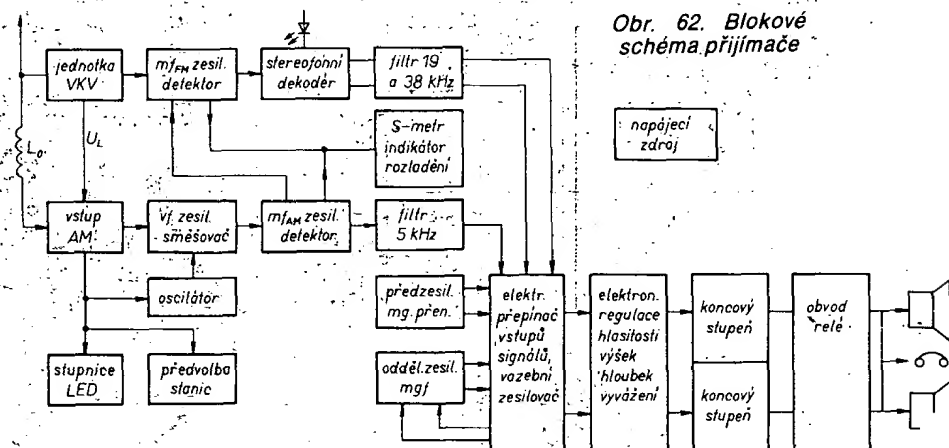 Obr. 62. Blokové
schéma přijímače
jednotka
VKV
mf FM zesil.
detektor
stereofonní
dekodér
filtr 19
a 38 kHz
napájecí
zdroj
S-metr
indikátor
rozladění
L₀
U_L
vstup
AM
vf. zesil.
směšovač
mf AM zesil.
detektor
filtr
5 kHz
oscilátor
stupnice
LED
předvolba
stanic
předzesil.
mg. přen.
odděl. zesil.
mgf
elektr.
přepínač
vstupů
signálů,
vazební
zesilovač
elektron.
regulace
hlasitosti
výšek
hloubek
vyvážení
koncový
stupeň
koncový
stupeň
obvod
relé